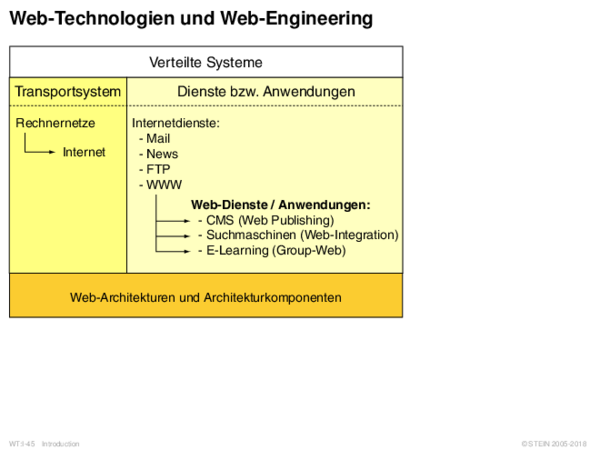 Web-Technologien und Web-Engineering
Verteilte Systeme
Transportsystem
Dienste bzw. Anwendungen
Rechnernetze
Internet
Internetdienste:
- Mail
- News
- FTP
- WWW
Web-Dienste / Anwendungen:
- CMS (Web Publishing)
- Suchmaschinen (Web-Integration)
- E-Learning (Group-Web)
Web-Architekturen und Architekturkomponenten
WT:I-45 Introduction
©STEIN 2005-2018